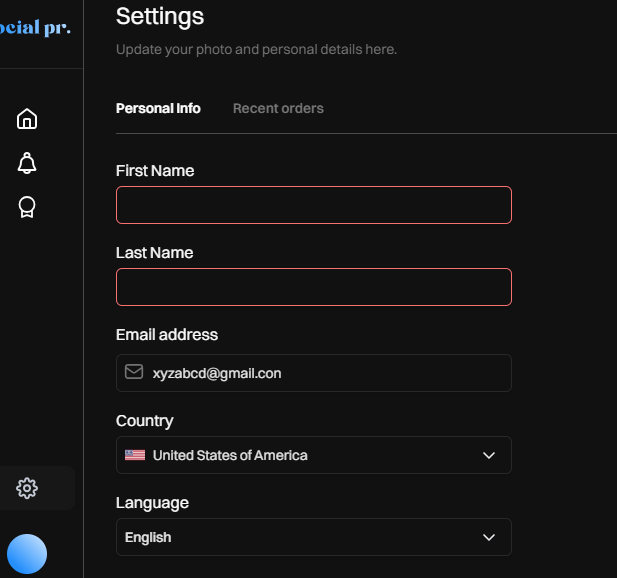 ocial pr.
Settings
Update your photo and personal details here.
Personal Info
Recent orders
First Name
Last Name
Email address
xyzabcd@gmail.con
Country
United States of America
Language
English